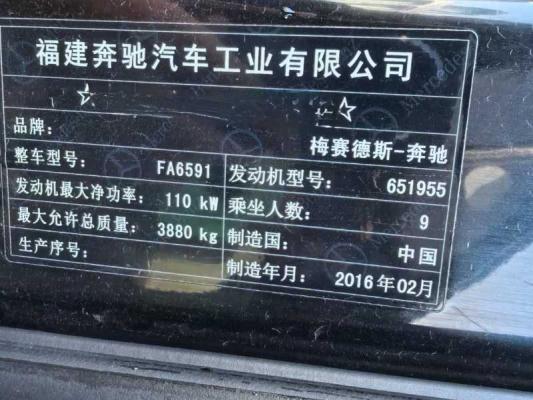 福建奔驰汽车工业有限公司
☆ ☆
品牌： 梅赛德斯-奔驰
整车型号： FA6591 发动机型号： 651955
发动机最大净功率： 110 kW 乘坐人数： 9
最大允许总质量： 3880 kg 制造国： 中国
生产序号： 制造年月： 2016年02月